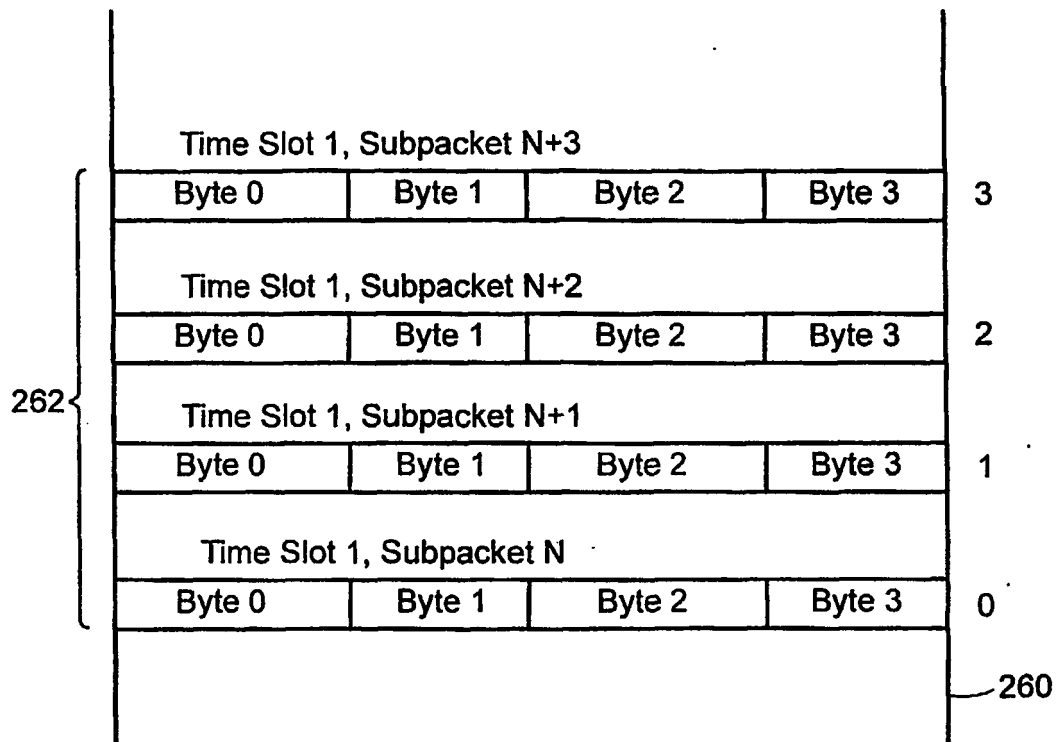 Time Slot 1, Subpacket N+3
Byte 0 Byte 1 Byte 2 Byte 3 3
Time Slot 1, Subpacket N+2
Byte 0 Byte 1 Byte 2 Byte 3 2
262
Time Slot 1, Subpacket N+1
Byte 0 Byte 1 Byte 2 Byte 3 1
Time Slot 1, Subpacket N
Byte 0 Byte 1 Byte 2 Byte 3 0
260